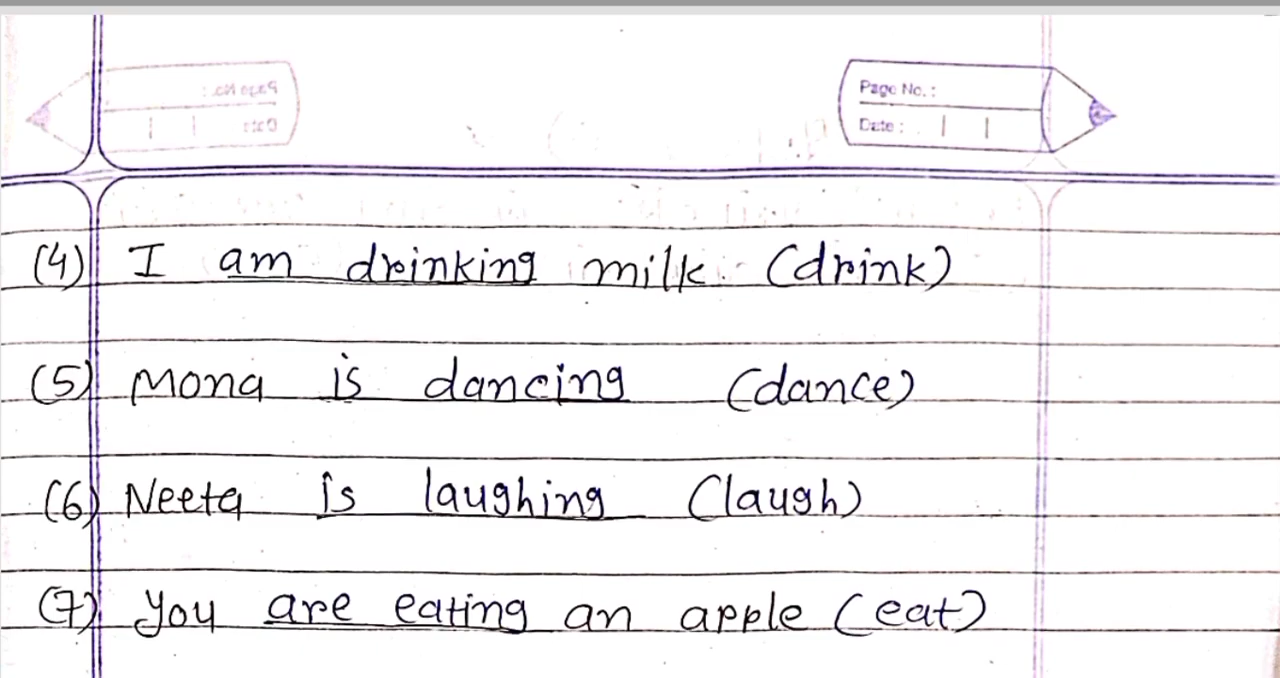 Page No. :
Date :
(4) I am drinking milk. (drink)
(5) Mona is dancing (dance)
(6) Neeta is laughing (laugh)
(7) You are eating an apple (eat)